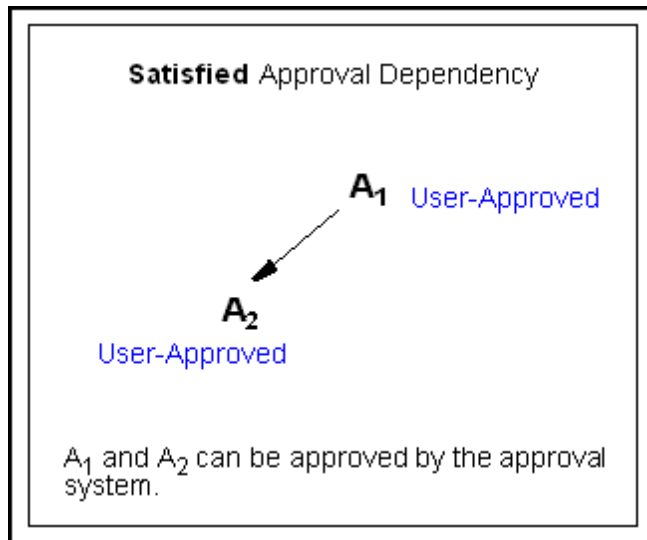 Satisfied Approval Dependency
A₁ User-Approved
A₂
User-Approved
A₁ and A₂ can be approved by the approval
system.